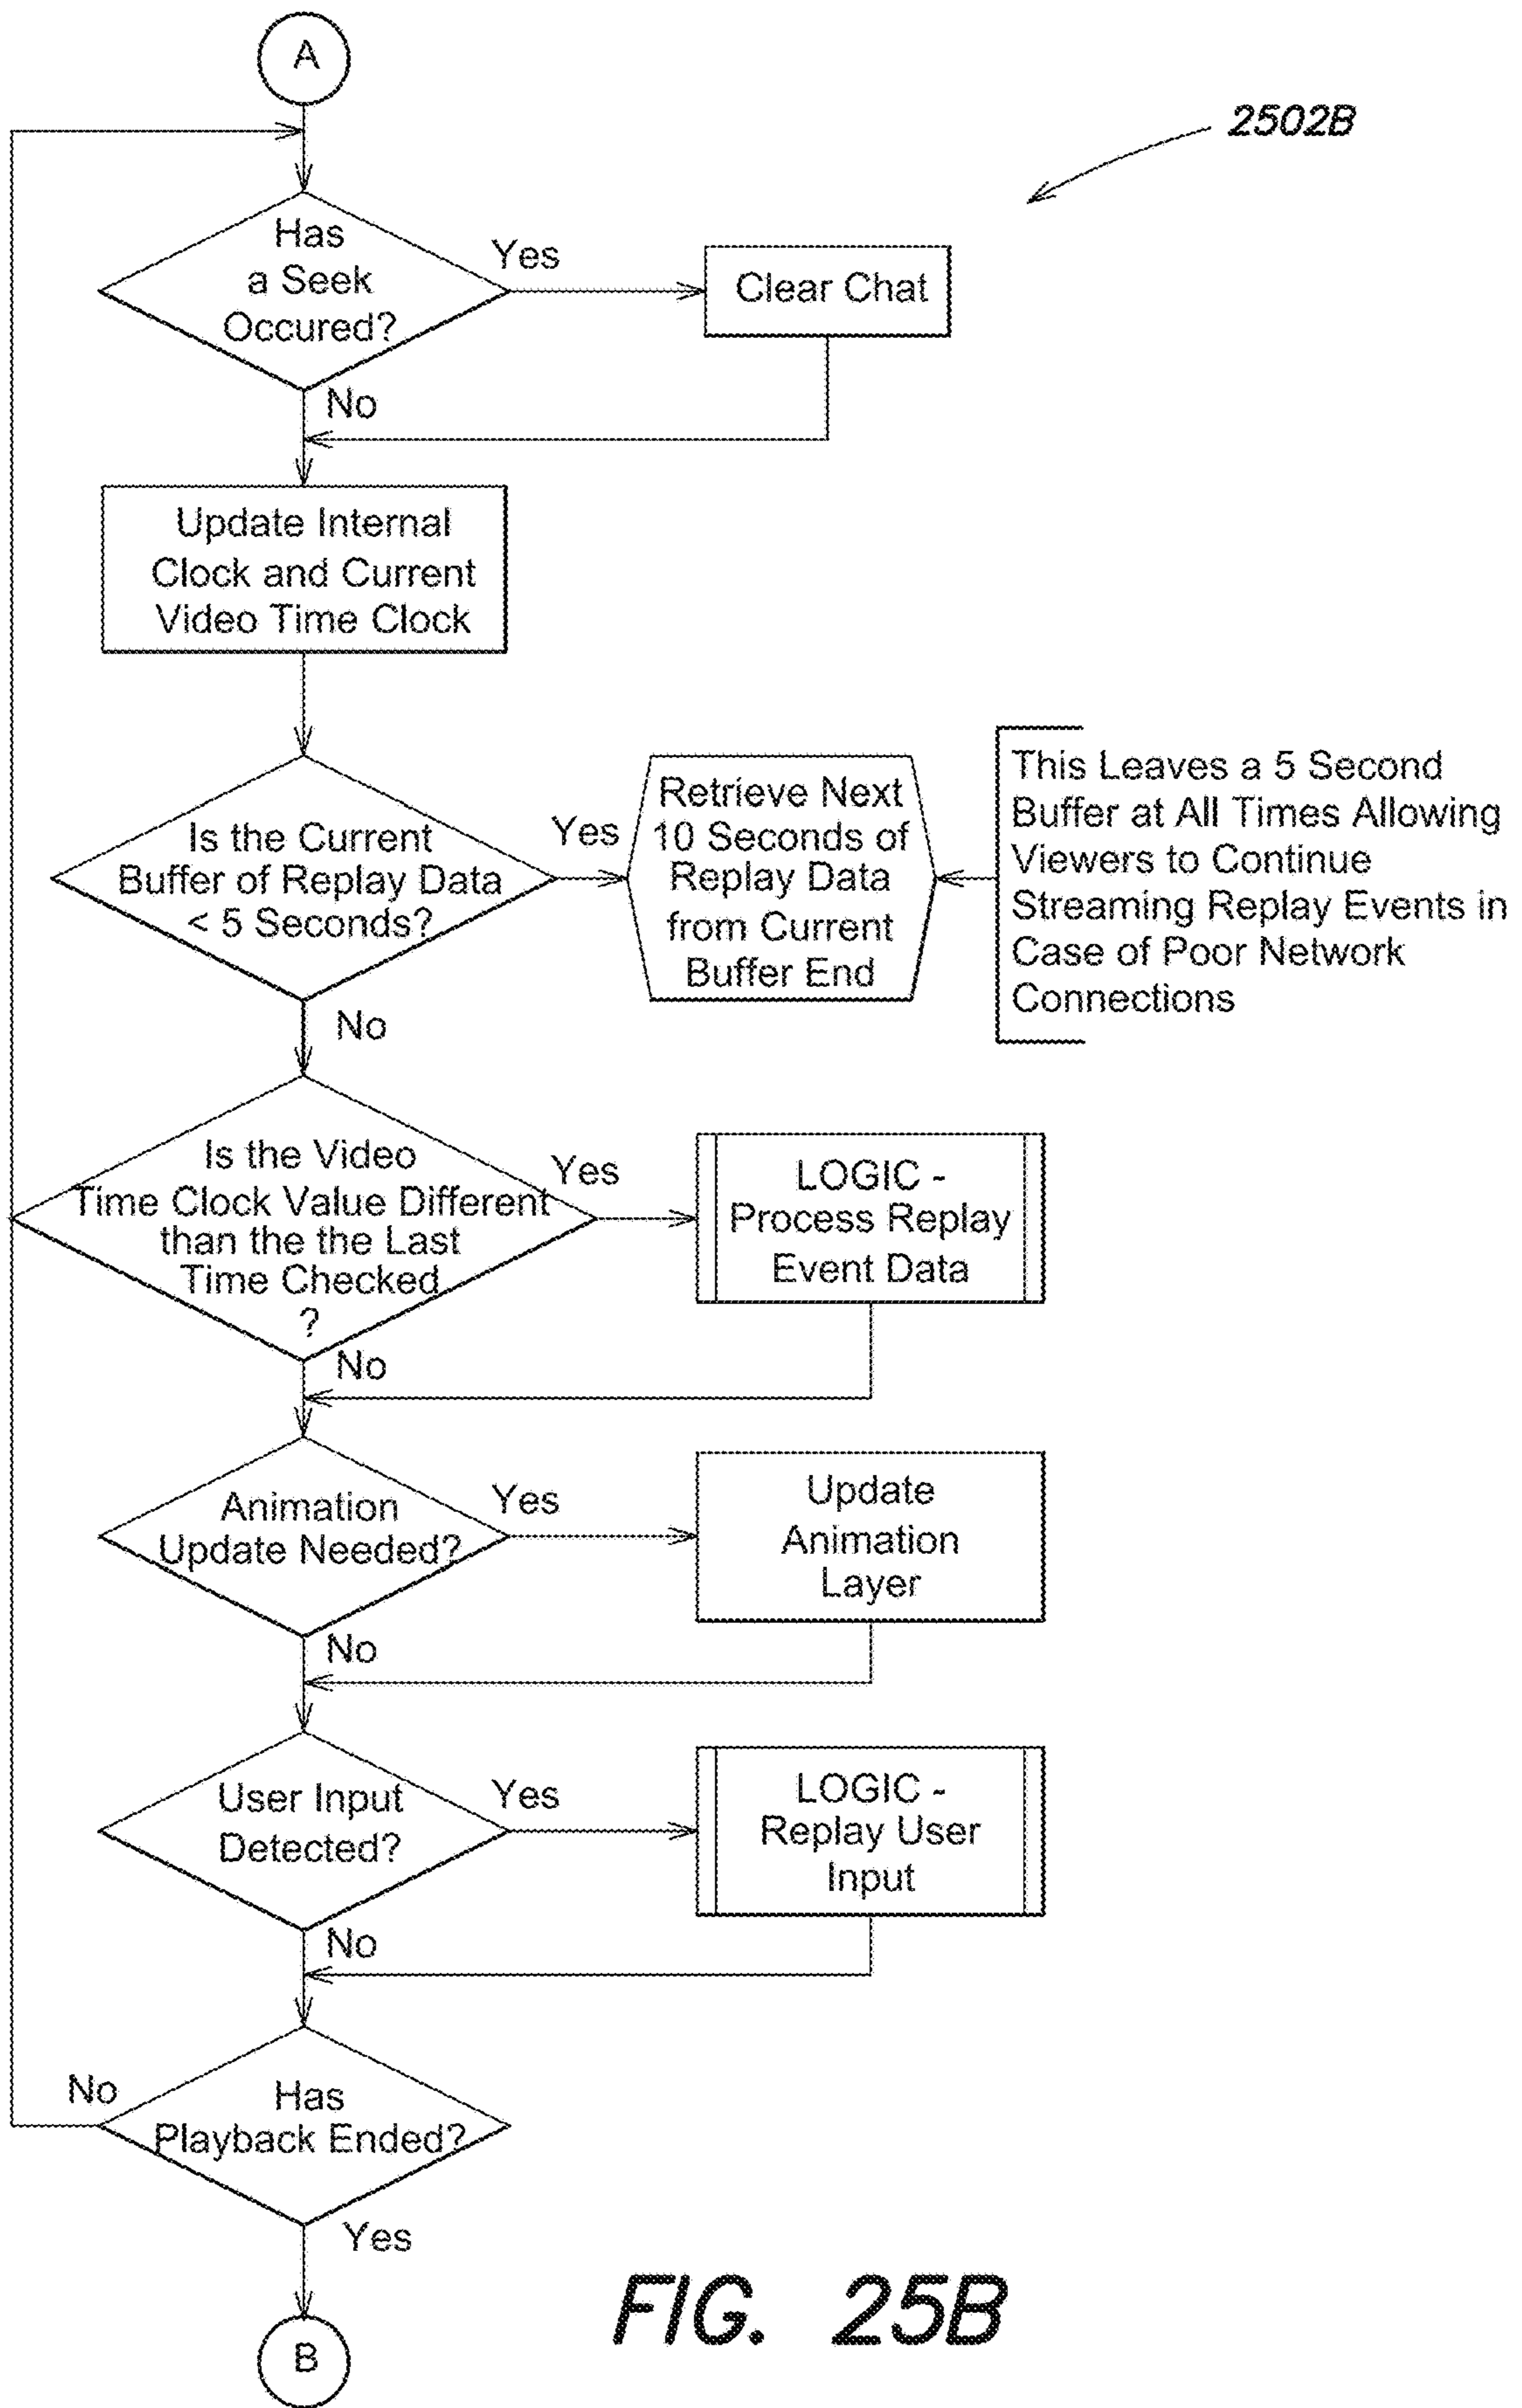 A
2502B
Has
a Seek
Occured?
Yes
Clear Chat
No
Update Internal
Clock and Current
Video Time Clock
Is the Current
Buffer of Replay Data
< 5 Seconds?
Yes
Retrieve Next
10 Seconds of
Replay Data
from Current
Buffer End
This Leaves a 5 Second
Buffer at All Times Allowing
Viewers to Continue
Streaming Replay Events in
Case of Poor Network
Connections
No
Is the Video
Time Clock Value Different
than the the Last
Time Checked
?
Yes
LOGIC -
Process Replay
Event Data
No
Animation
Update Needed?
Yes
Update
Animation
Layer
No
User Input
Detected?
Yes
LOGIC -
Replay User
Input
No
Has
Playback Ended?
No
Yes
B
FIG. 25B